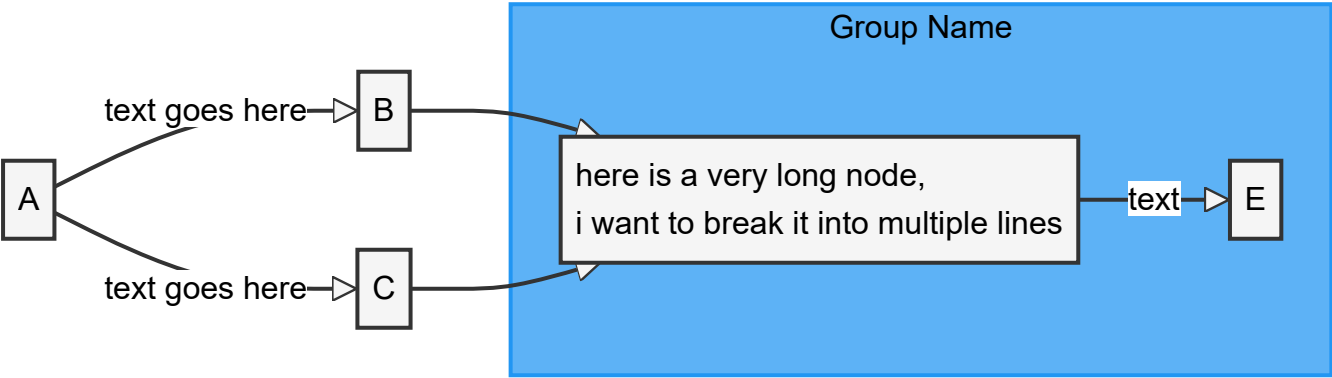 Group Name
text goes here
B
A
here is a very long node,
i want to break it into multiple lines
text
E
text goes here
C